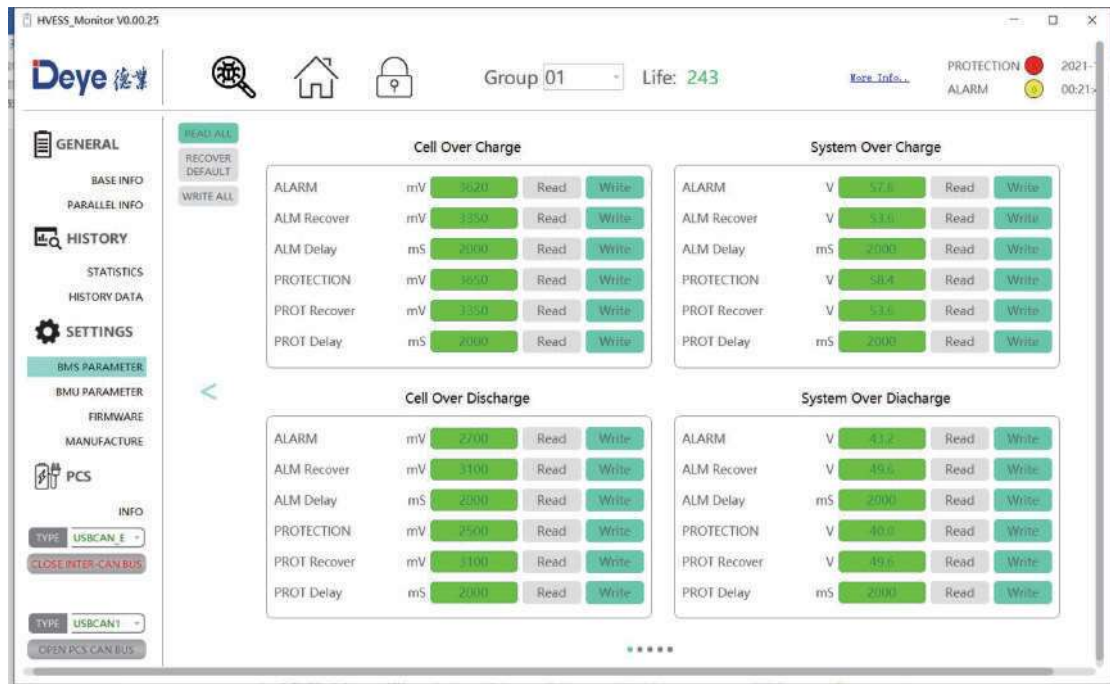 HVESS_Monitor V0.00.25
Deye 德業
Group 01 Life: 243
More Info..
PROTECTION
ALARM
2021-
00:21:
GENERAL
BASE INFO
PARALLEL INFO
HISTORY
STATISTICS
HISTORY DATA
SETTINGS
BMS PARAMETER
BMU PARAMETER
FIRMWARE
MANUFACTURE
PCS
INFO
TYPE USBCAN_E
CLOSE INTER-CAN BUS
TYPE USBCAN1
OPEN PCS CAN BUS
READ ALL
RECOVER
DEFAULT
WRITE ALL
<
Cell Over Charge
ALARM mV 3620 Read Write
ALM Recover mV 3350 Read Write
ALM Delay mS 2000 Read Write
PROTECTION mV 3650 Read Write
PROT Recover mV 3350 Read Write
PROT Delay mS 2000 Read Write
System Over Charge
ALARM V 57.6 Read Write
ALM Recover V 53.6 Read Write
ALM Delay mS 2000 Read Write
PROTECTION V 58.4 Read Write
PROT Recover V 53.6 Read Write
PROT Delay mS 2000 Read Write
Cell Over Discharge
ALARM mV 2700 Read Write
ALM Recover mV 3100 Read Write
ALM Delay mS 2000 Read Write
PROTECTION mV 2500 Read Write
PROT Recover mV 3100 Read Write
PROT Delay mS 2000 Read Write
System Over Diacharge
ALARM V 43.2 Read Write
ALM Recover V 49.6 Read Write
ALM Delay mS 2000 Read Write
PROTECTION V 40.0 Read Write
PROT Recover V 49.6 Read Write
PROT Delay mS 2000 Read Write